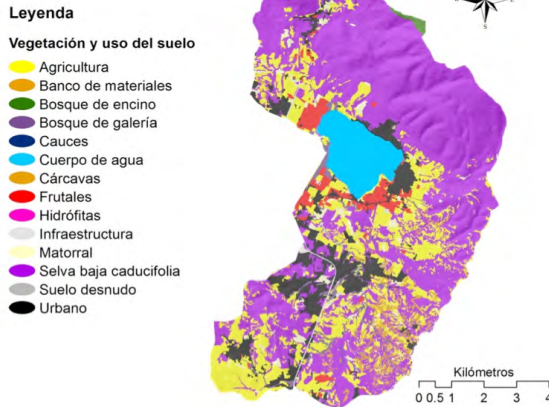 Leyenda
Vegetación y uso del suelo
Agricultura
Banco de materiales
Bosque de encino
Bosque de galería
Cauces
Cuerpo de agua
Cárcavas
Frutales
Hidrófitas
Infraestructura
Matorral
Selva baja caducifolia
Suelo desnudo
Urbano
S
Kilómetros
0 0.5 1 2 3 4